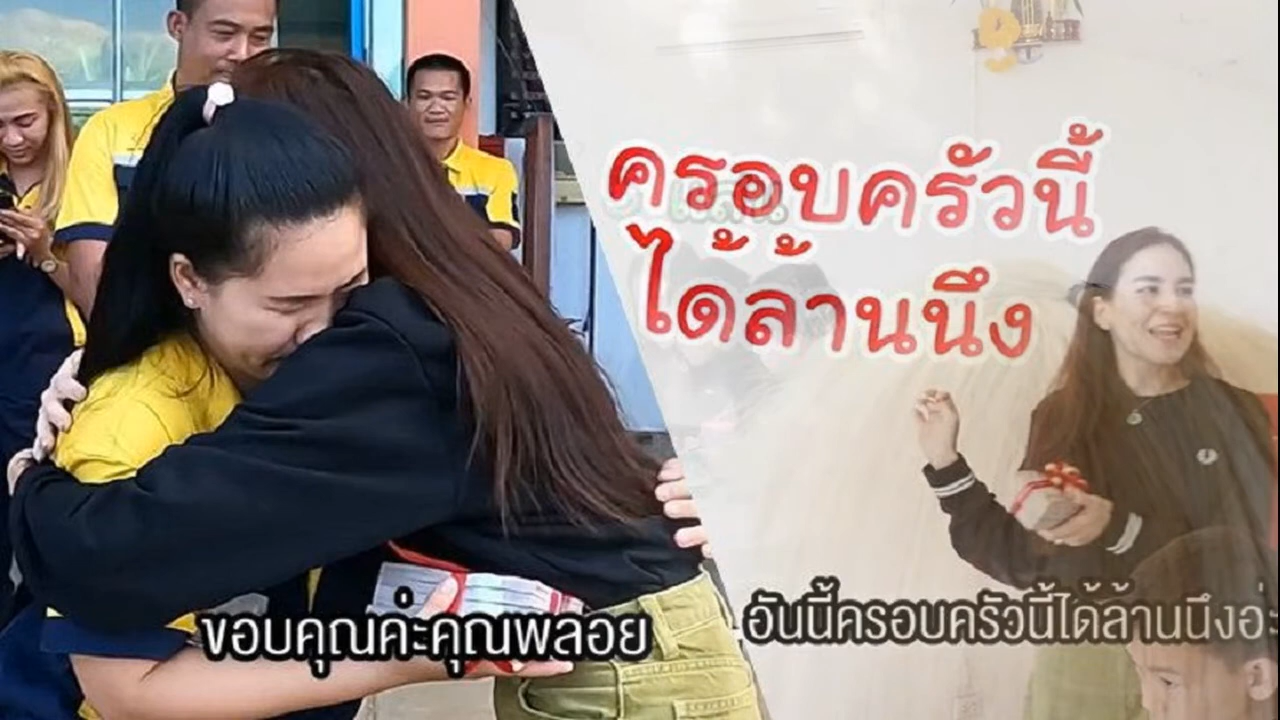 ครอบครัวนี้
ได้ล้านนึง
ขอบคุณค่ะคุณพลอย
อันนี้ครอบครัวนี้ได้ล้านนึงอ่ะ